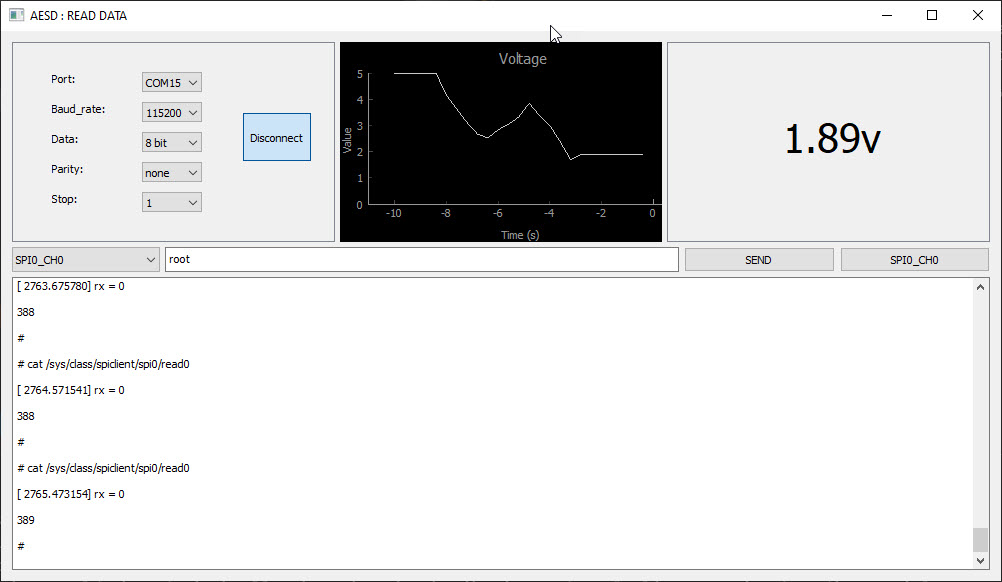 AESD : READ DATA
Port:
COM15
Baud_rate:
115200
Data:
8 bit
Parity:
none
Stop:
1
Disconnect
Voltage
5
4
3
2
1
0
Value
-10 -8 -6 -4 -2 0
Time (s)
1.89v
SPI0_CH0
root
SEND
SPI0_CH0
[ 2763.675780] rx = 0
388
#
# cat /sys/class/spiclient/spi0/read0
[ 2764.571541] rx = 0
388
#
# cat /sys/class/spiclient/spi0/read0
[ 2765.473154] rx = 0
389
#